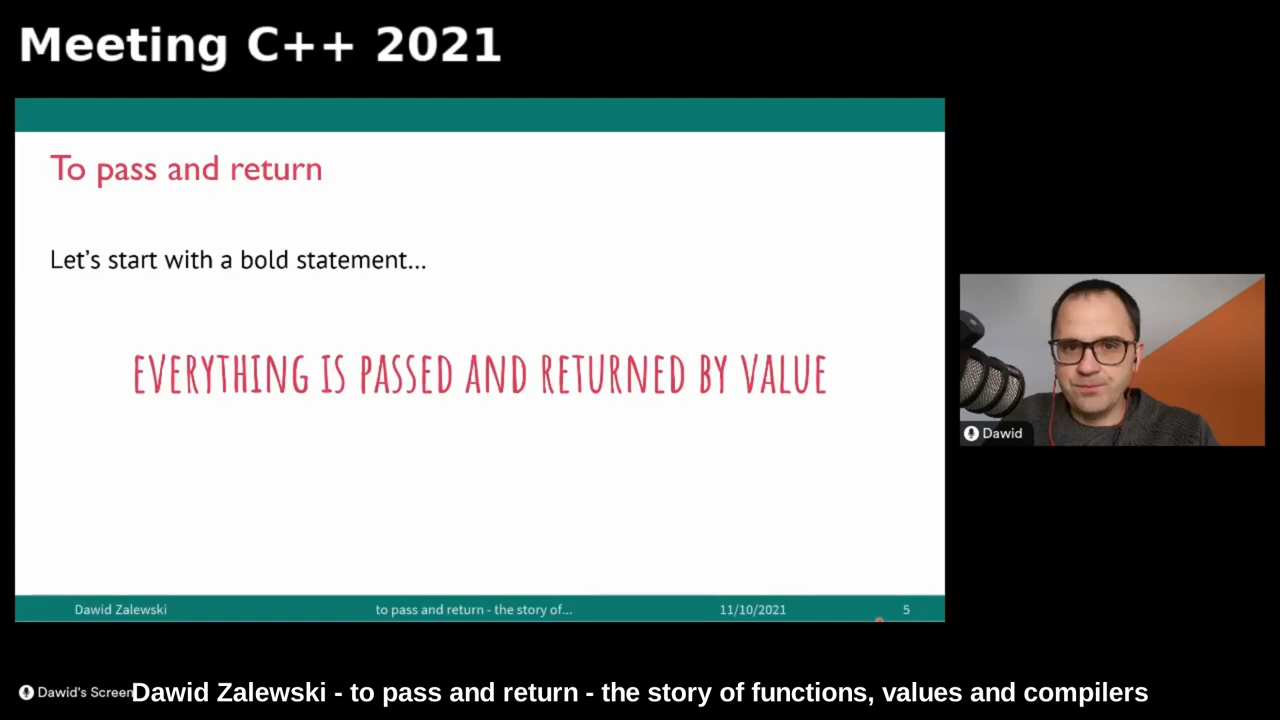 Meeting C++ 2021
To pass and return
Let's start with a bold statement...
EVERYTHING IS PASSED AND RETURNED BY VALUE
Dawid
Dawid Zalewski
to pass and return - the story of...
11/10/2021
5
Dawid's Screen
Dawid Zalewski - to pass and return - the story of functions, values and compilers